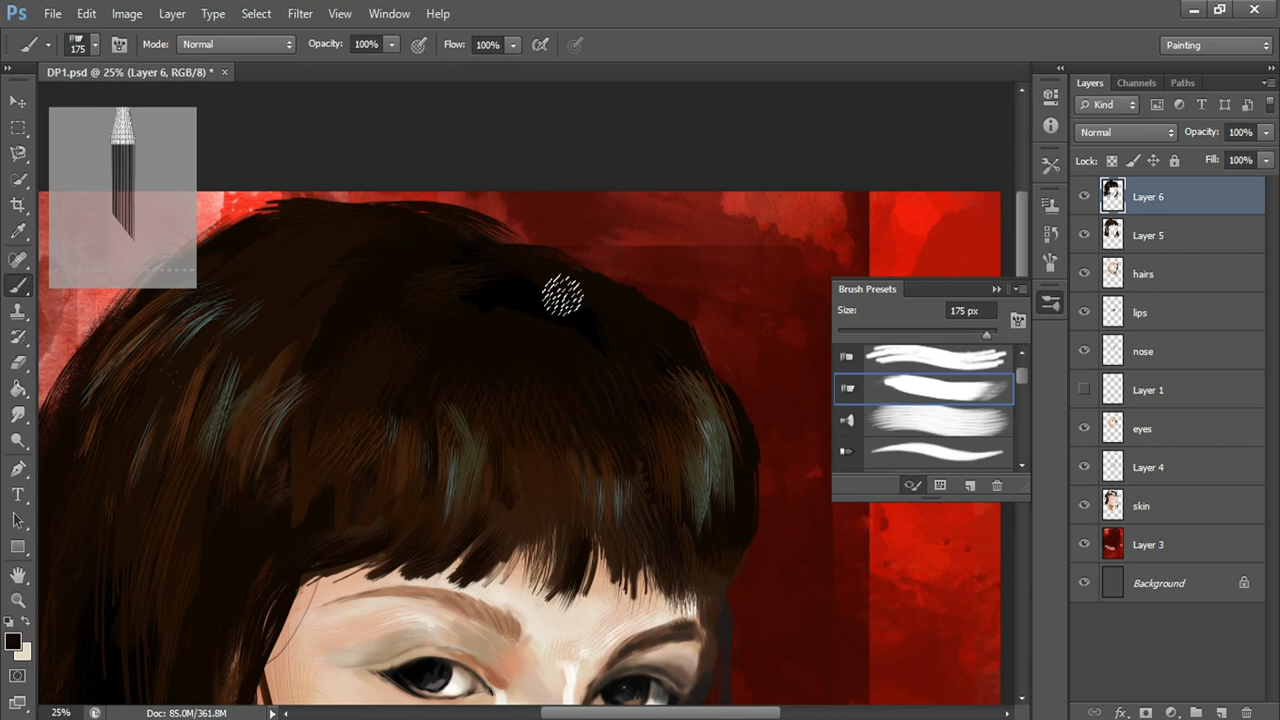 Ps File Edit Image Layer Type Select Filter View Window Help
175 Mode: Normal Opacity: 100% Flow: 100% Painting
DP1.psd @ 25% (Layer 6, RGB/8) * ×
Layers Channels Paths
Kind
Normal Opacity: 100%
Lock: Fill: 100%
Layer 6
Layer 5
hairs
lips
nose
Layer 1
eyes
Layer 4
skin
Layer 3
Background
Brush Presets
Size: 175 px
25% Doc: 85.0M/361.8M